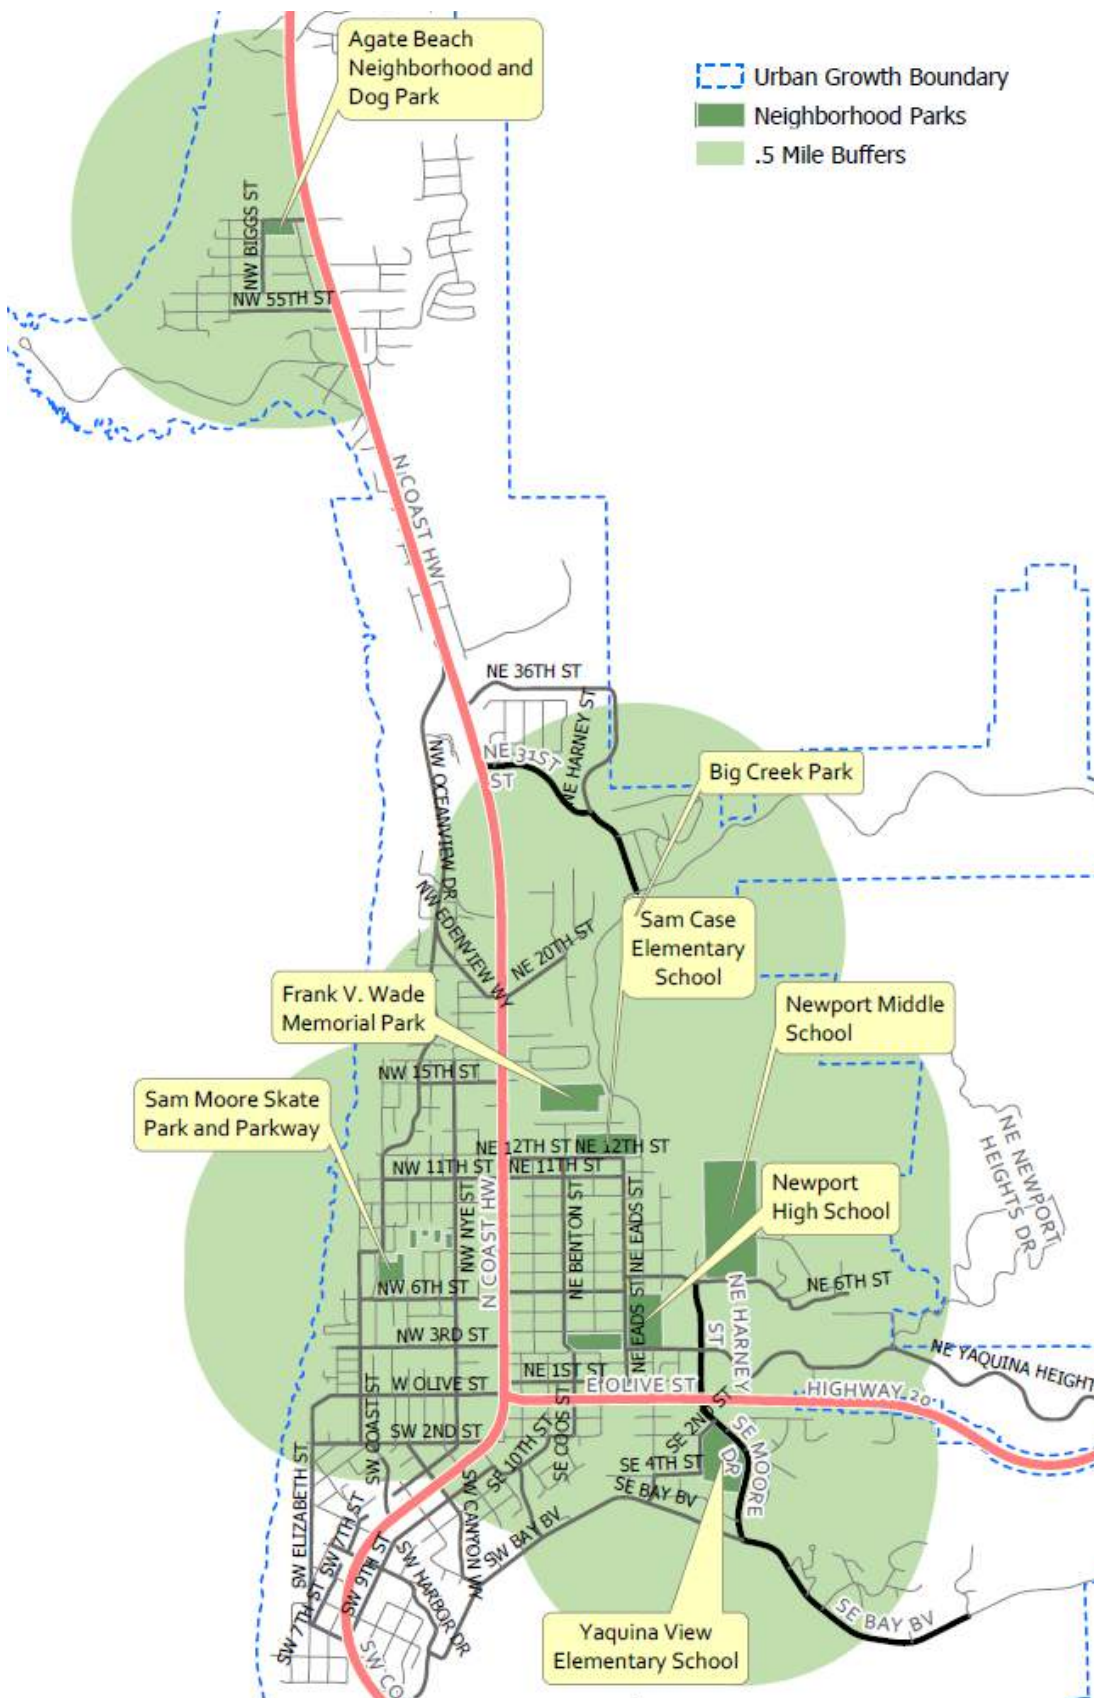 Agate Beach
Neighborhood and
Dog Park
Urban Growth Boundary
Neighborhood Parks
.5 Mile Buffers
NW BIGGS ST
NW 55TH ST
N COAST HW
NE 36TH ST
NE HARNEY ST
NE 31ST
ST
NW OCEANVIEW DR
Big Creek Park
NW EDENVIEW WY
NE 20TH ST
Sam Case
Elementary
School
Frank V. Wade
Memorial Park
Newport Middle
School
NW 15TH ST
Sam Moore Skate
Park and Parkway
NE 12TH ST
NE 12TH ST
NW 11TH ST
NE 11TH ST
NE NEWPORT
HEIGHTS DR
Newport
High School
NW NYE ST
N COAST HW
NE BENTON ST
NE EADS ST
NE EADS ST
NW 6TH ST
NE 6TH ST
NE HARNEY
ST
NW 3RD ST
NE 1ST ST
NE YAQUINA HEIGHT
W OLIVE ST
E OLIVE ST
HIGHWAY 20
SW COAST ST
SW 2ND ST
SE 10TH ST
SE COOS ST
SE 2ND ST
SE MOORE
DR
SE 4TH ST
SE BAY BV
SW ELIZABETH ST
SW 7TH ST
SW 9TH ST
SW CANYON WY
SW BAY BV
SW HARBOR DR
SW 7TH ST
SW CO
SE BAY BV
Yaquina View
Elementary School